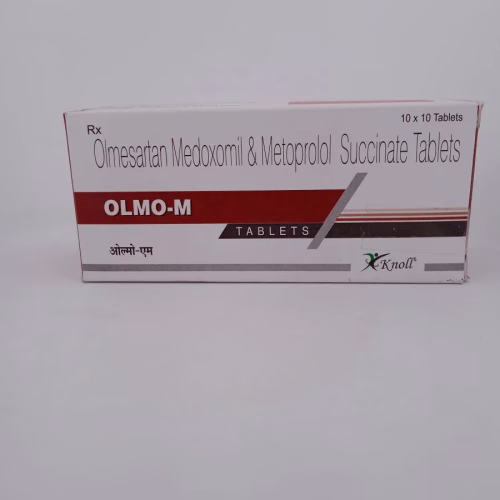 Rx
10 x 10 Tablets
Olmesartan Medoxomil & Metoprolol Succinate Tablets
OLMO-M
TABLETS
ओल्मो-एम
Knoll®